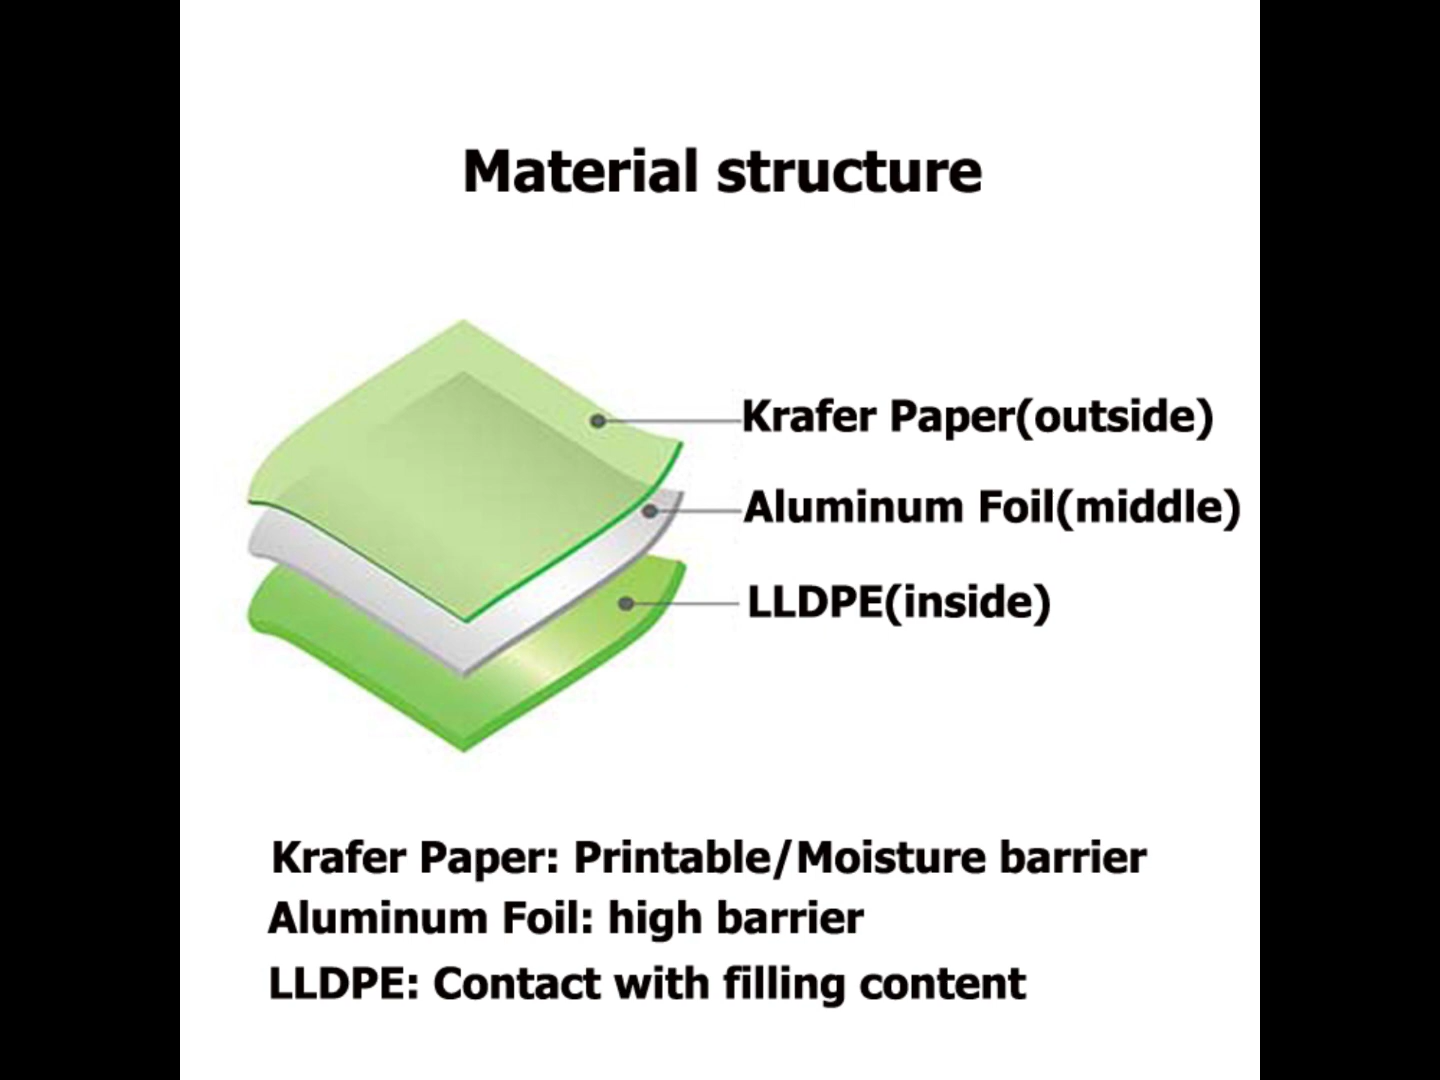 Material structure
Krafer Paper(outside)
Aluminum Foil(middle)
LLDPE(inside)
Krafer Paper: Printable/Moisture barrier
Aluminum Foil: high barrier
LLDPE: Contact with filling content